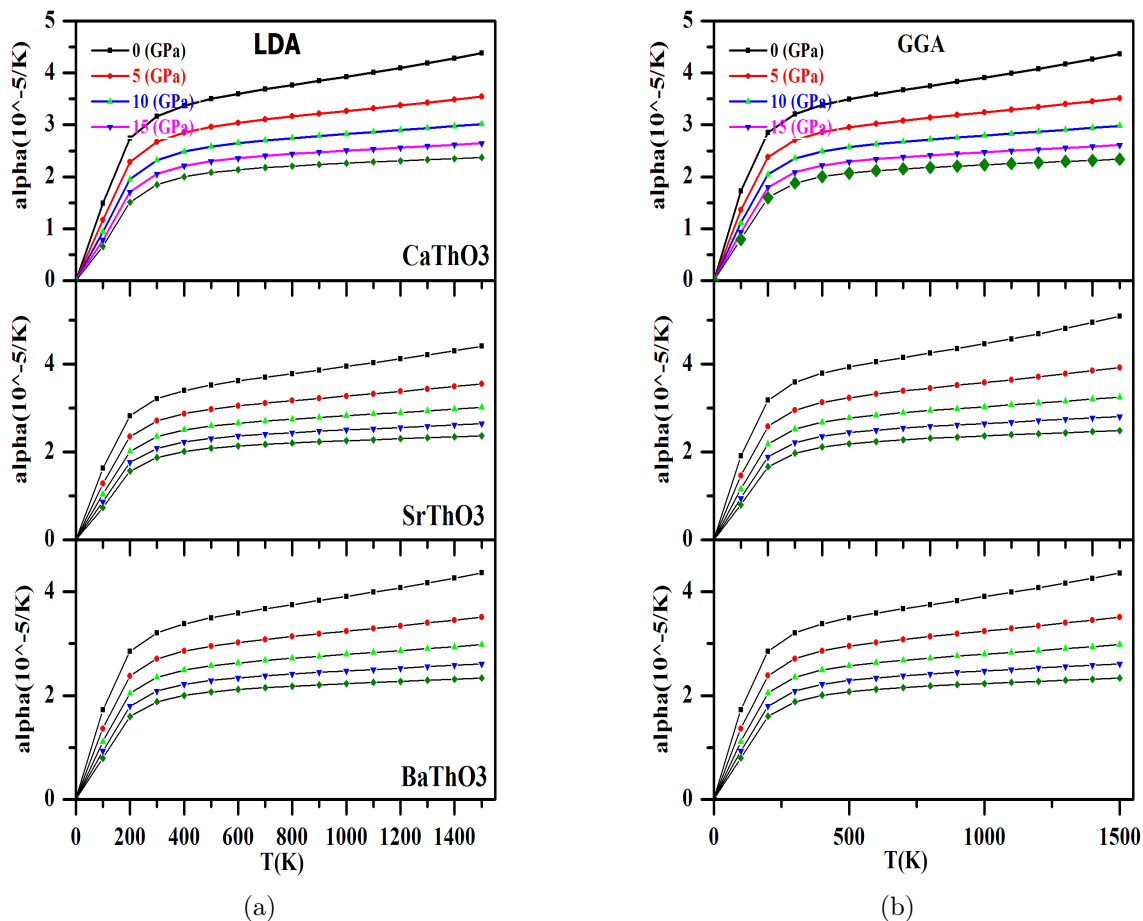 LDA
0 (GPa)
5 (GPa)
10 (GPa)
15 (GPa)
alpha(10^-5/K)
5
4
3
2
1
0
CaThO3
alpha(10^-5/K)
4
2
0
SrThO3
alpha(10^-5/K)
4
2
0
BaThO3
0 200 400 600 800 1000 1200 1400
T(K)
(a)
GGA
0 (GPa)
5 (GPa)
10 (GPa)
15 (GPa)
alpha(10^-5/K)
5
4
3
2
1
0
alpha(10^-5/K)
4
2
0
alpha(10^-5/K)
4
2
0
0 500 1000 1500
T(K)
(b)